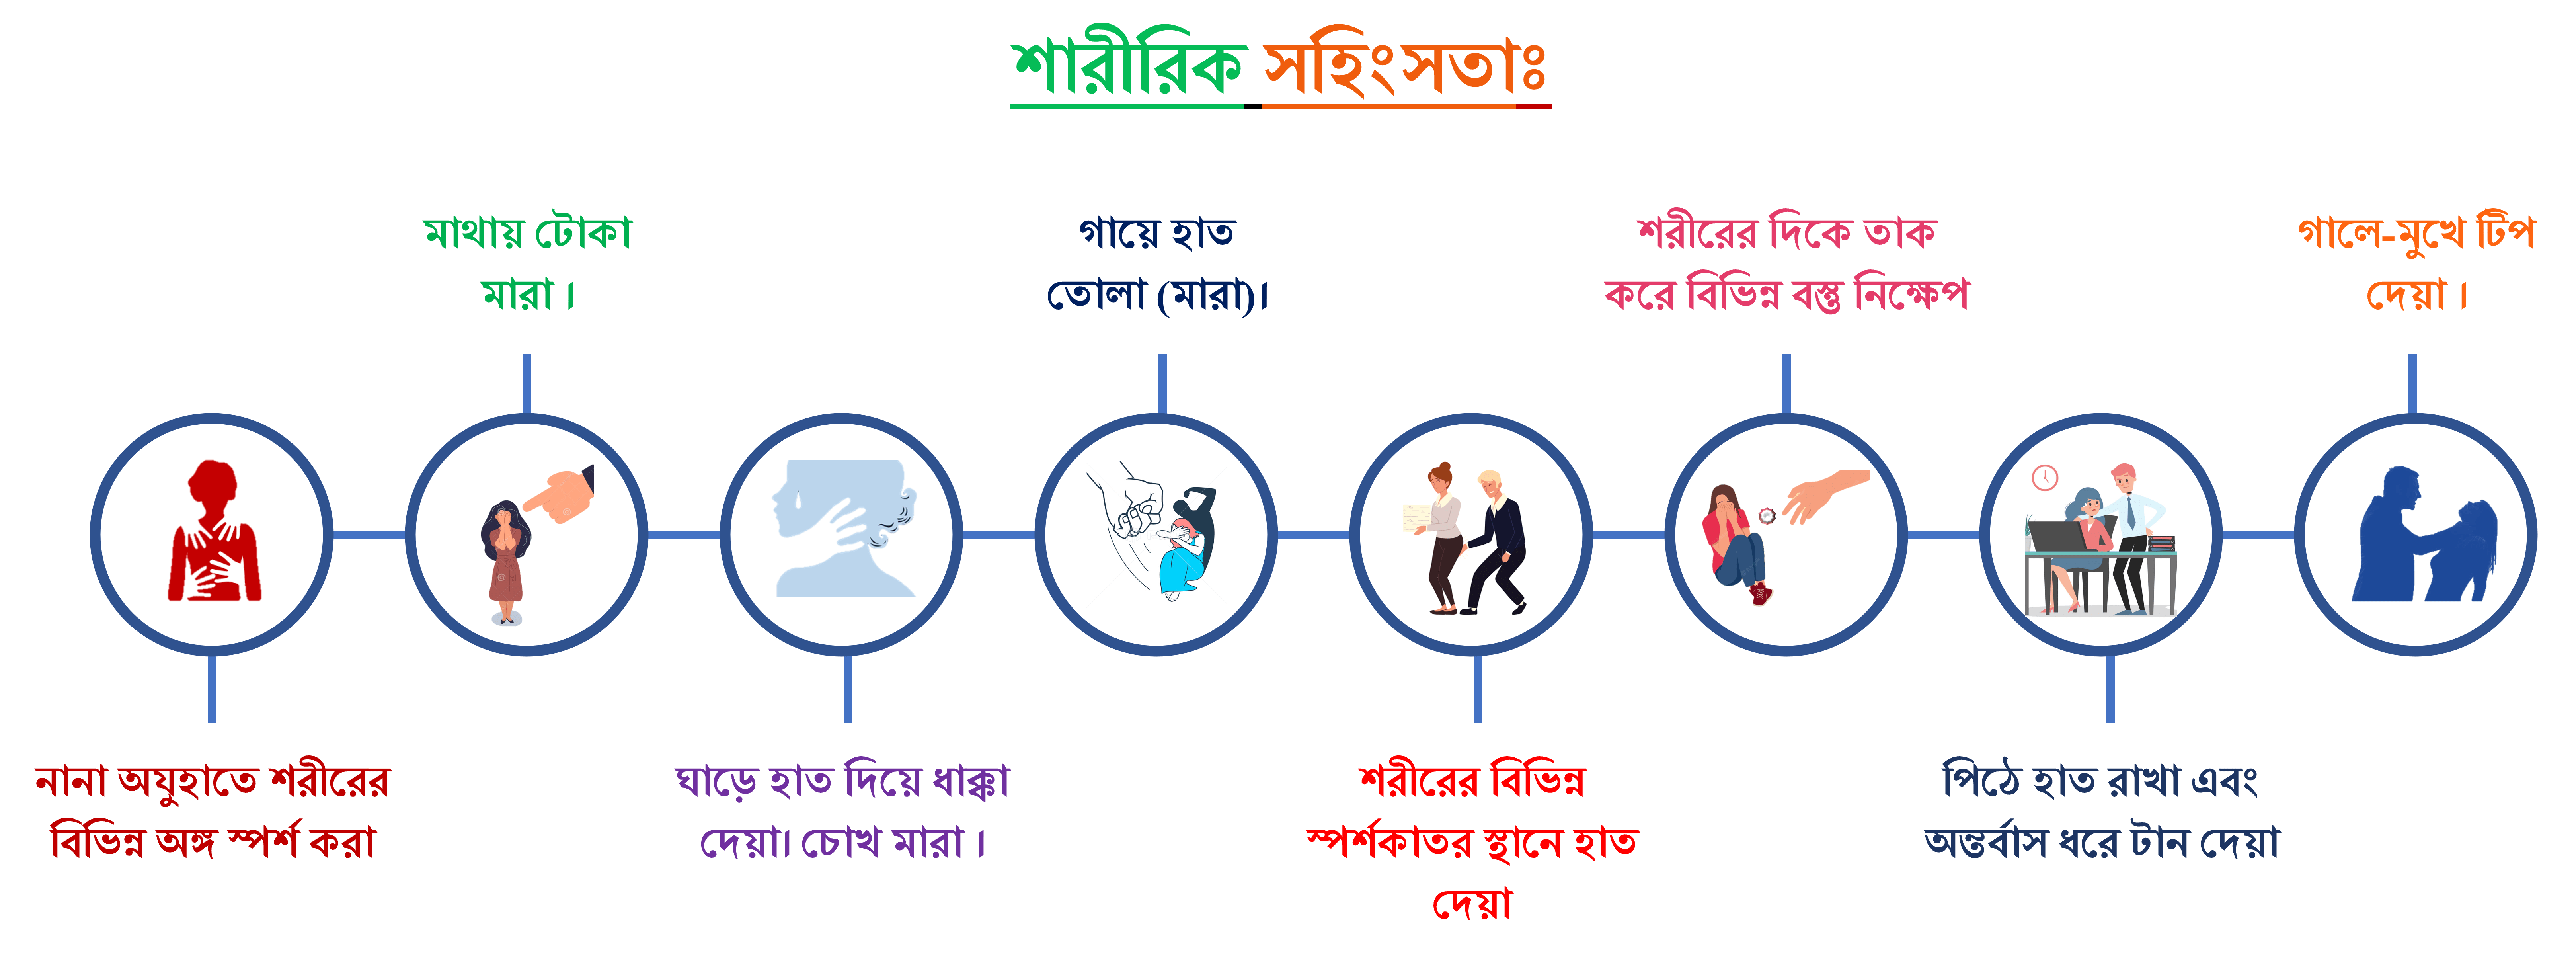 শারীরিক সহিংসতাঃ
মাথায় টোকা
মারা ।
গায়ে হাত
তোলা (মারা)।
শরীরের দিকে তাক
করে বিভিন্ন বস্তু নিক্ষেপ
গালে-মুখে টিপ
দেয়া ।
নানা অযুহাতে শরীরের
বিভিন্ন অঙ্গ স্পর্শ করা
ঘাড়ে হাত দিয়ে ধাক্কা
দেয়া। চোখ মারা ।
শরীরের বিভিন্ন
স্পর্শকাতর স্থানে হাত
দেয়া
পিঠে হাত রাখা এবং
অন্তর্বাস ধরে টান দেয়া